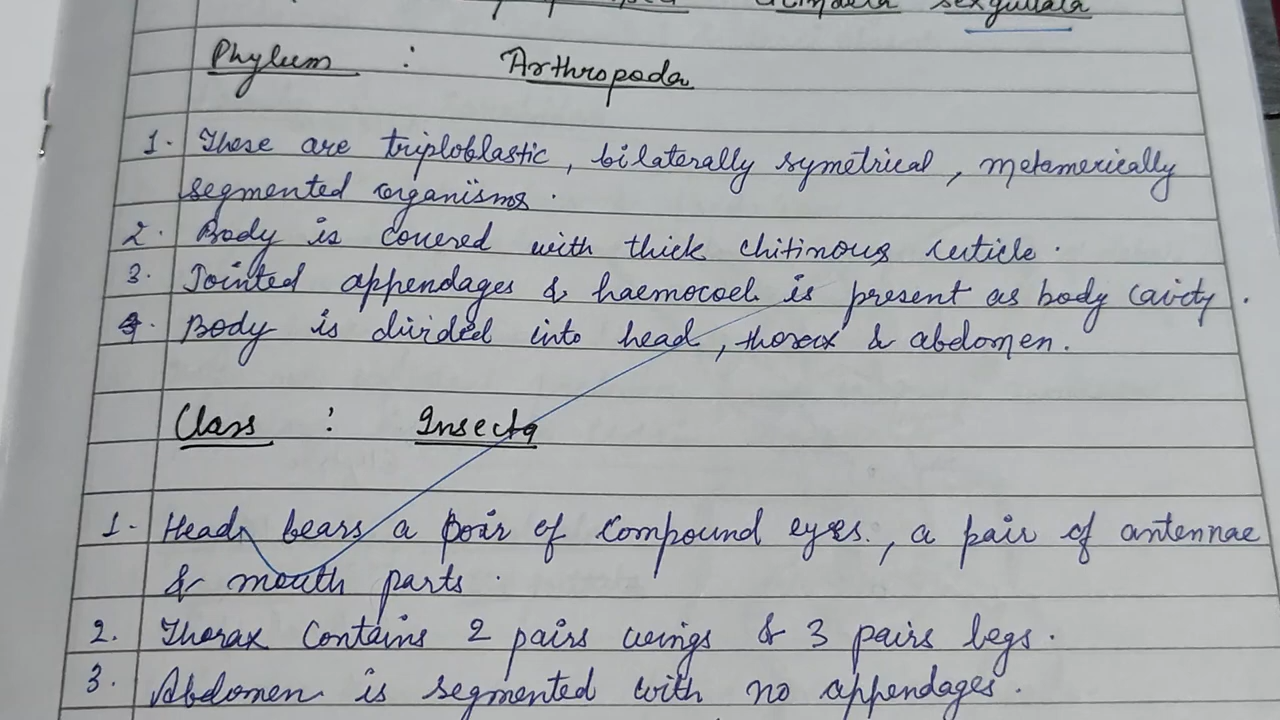 sexguttata
Phylum : Arthropoda
1. These are triploblastic, bilaterally symetrical, metamerically
segmented organisms.
2. Body is covered with thick chitinous cuticle.
3. Jointed appendages & haemocoel is present as body cavity.
4. Body is divided into head, thorax & abdomen.
Class : Insecta
1. Head bears a pair of compound eyes., a pair of antennae
& mouth parts.
2. Thorax contains 2 pairs wings & 3 pairs legs.
3. Abdomen is segmented with no appendages.